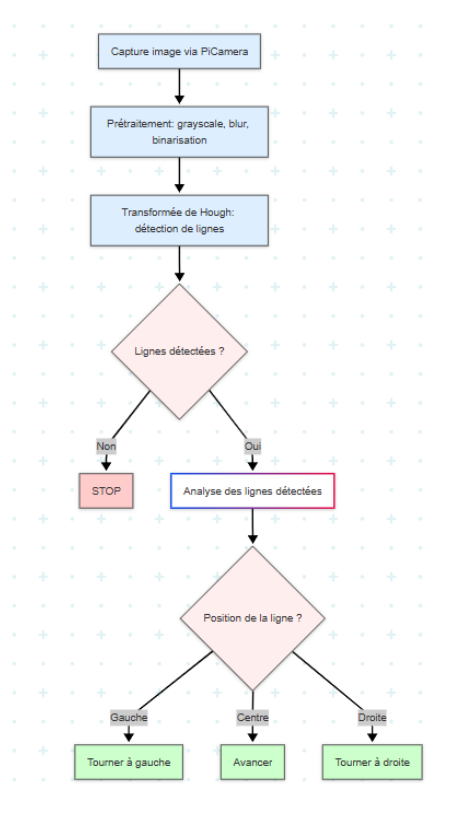 Capture image via PiCamera
Prétraitement: grayscale, blur,
binarisation
Transformée de Hough:
détection de lignes
Lignes détectées ?
Non
Oui
STOP
Analyse des lignes détectées
Position de la ligne ?
Gauche
Centre
Droite
Tourner à gauche
Avancer
Tourner à droite